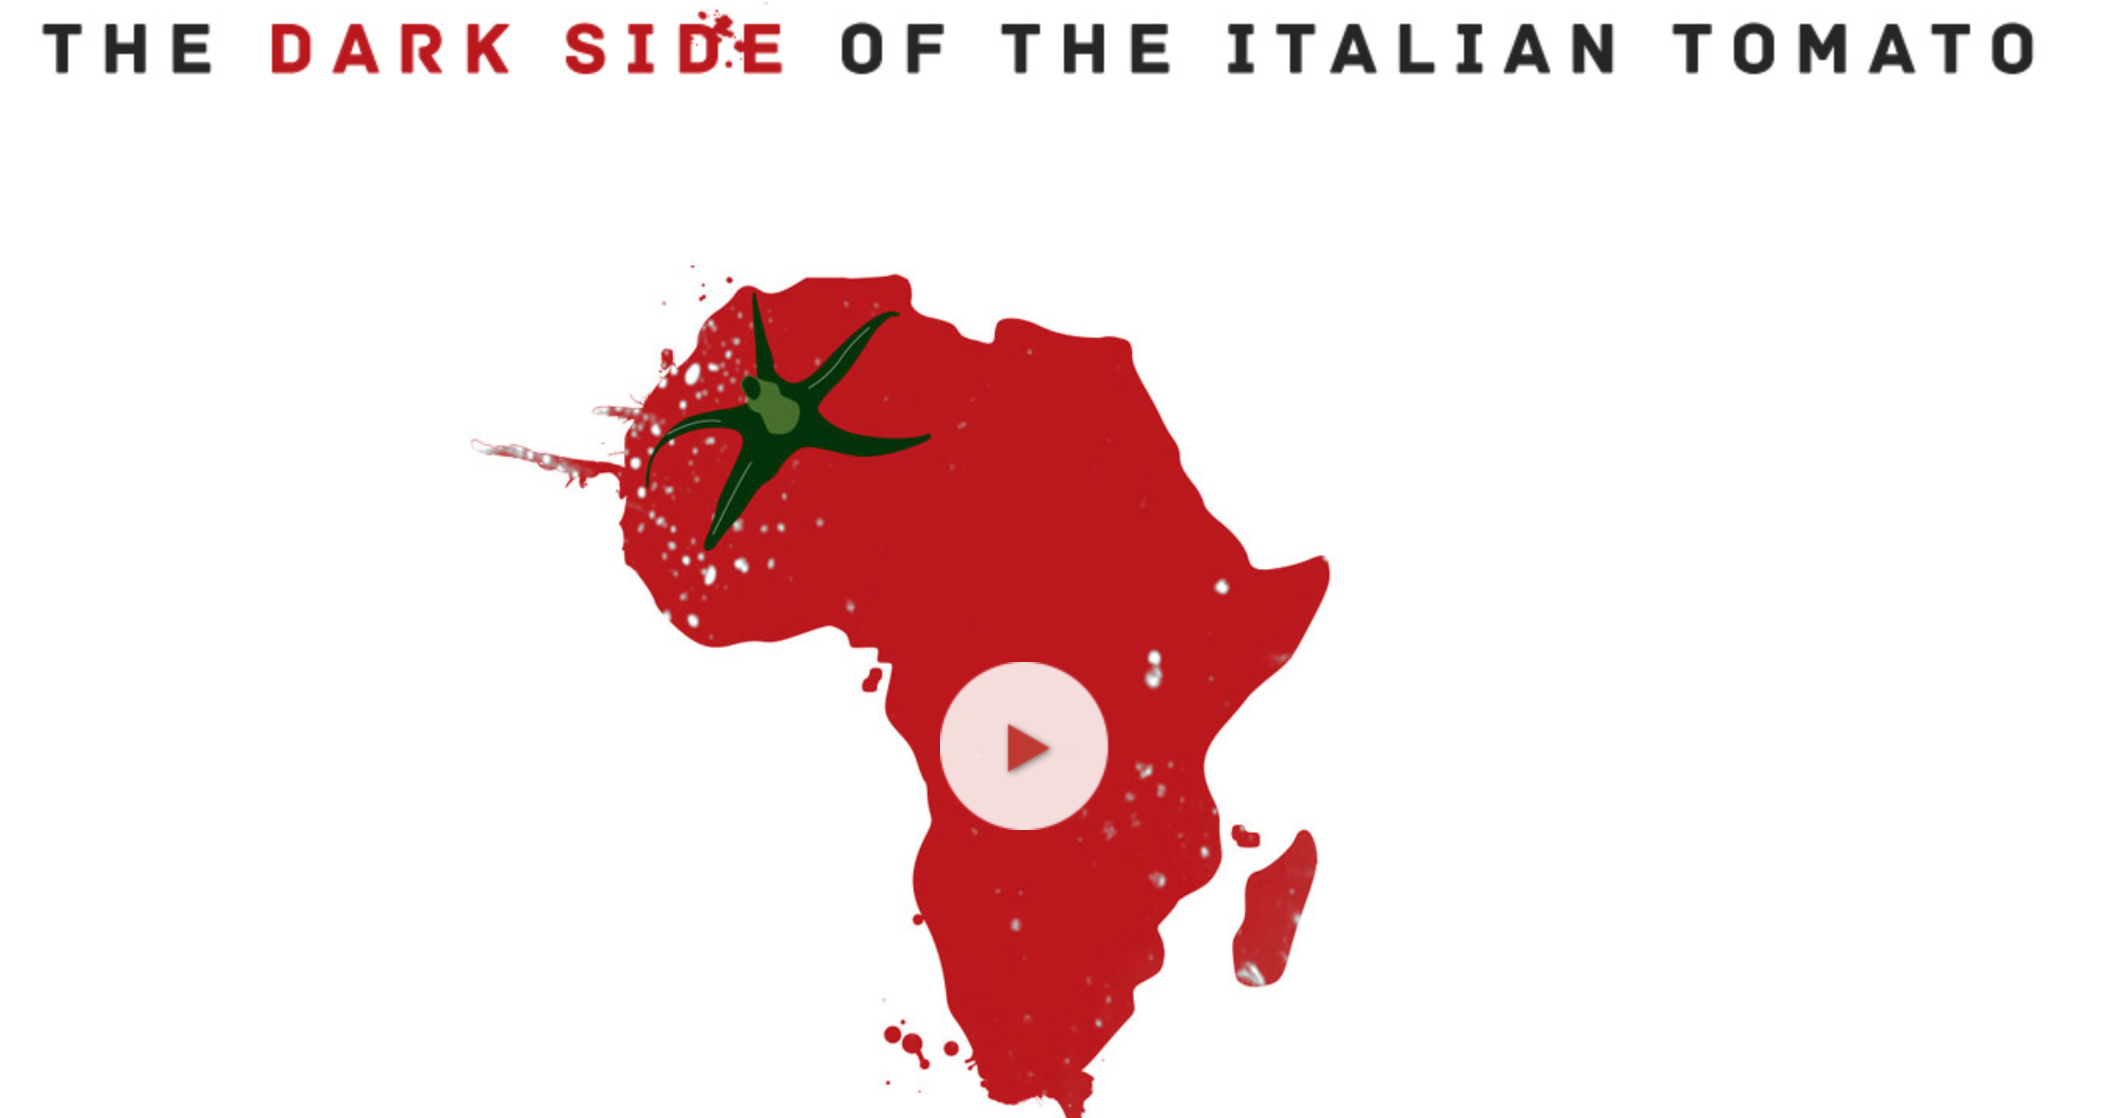 THE DARK SIDE OF THE ITALIAN TOMATO